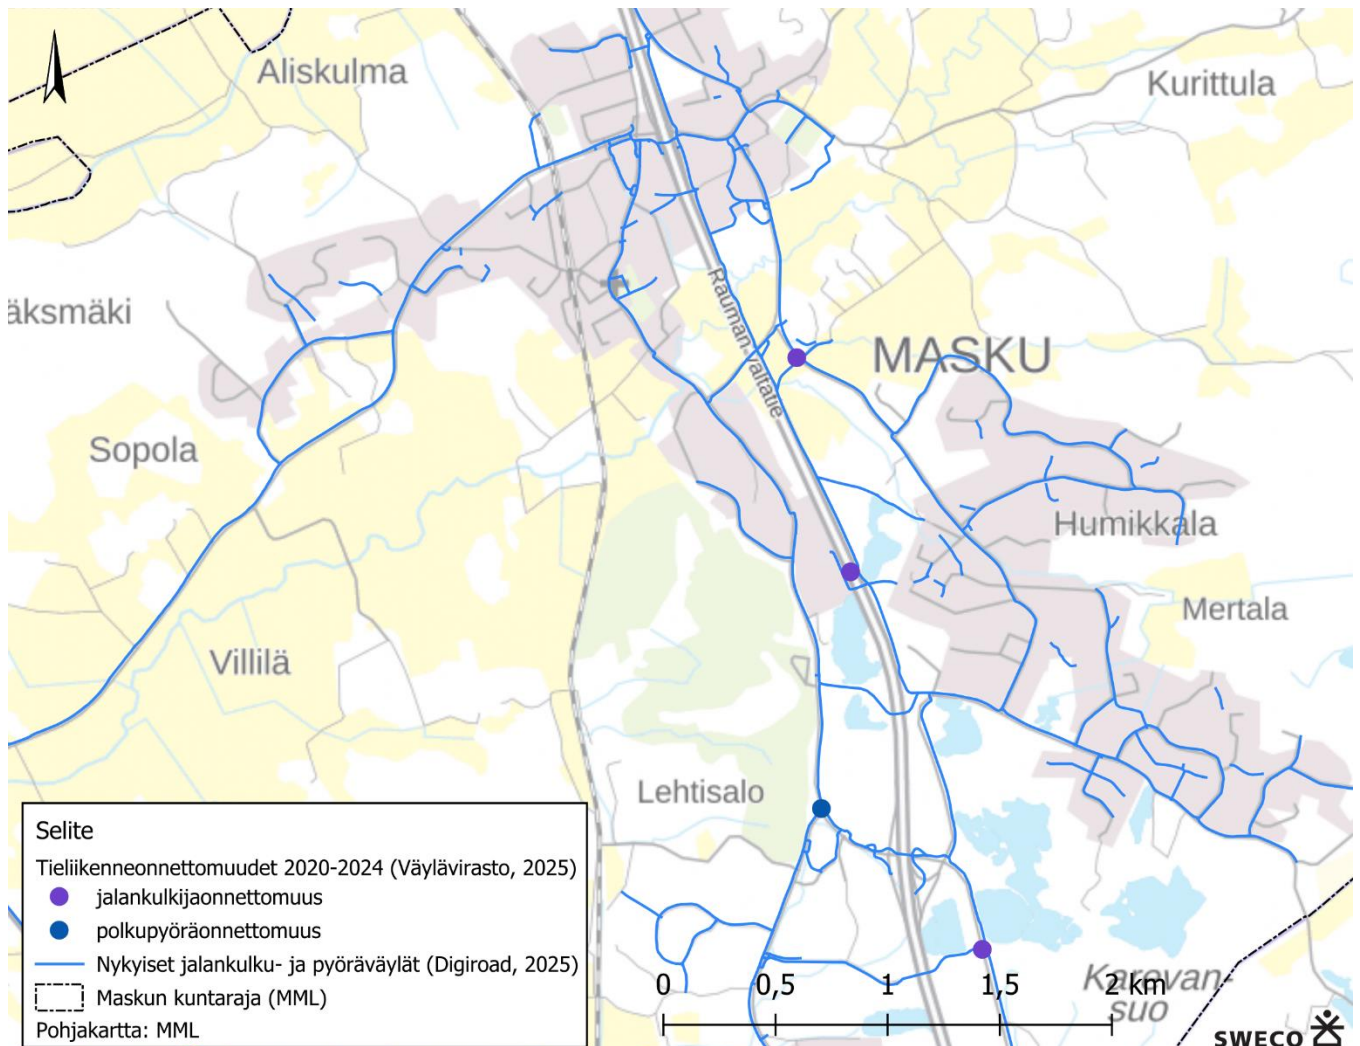 Aliskulma
Kurittula
äksmäki
Rauman valtatie
MASKU
Sopola
Humikkala
Mertala
Villilä
Lehtisalo
Selite
Tieliikenneonnettomuudet 2020-2024 (Väylävirasto, 2025)
jalankulkijaonnettomuus
polkupyöräonnettomuus
Nykyiset jalankulku- ja pyöräväylät (Digiroad, 2025)
Maskun kuntaraja (MML)
Pohjakartta: MML
0 0,5 1 1,5 2 km
Karevan-
suo
SWECO